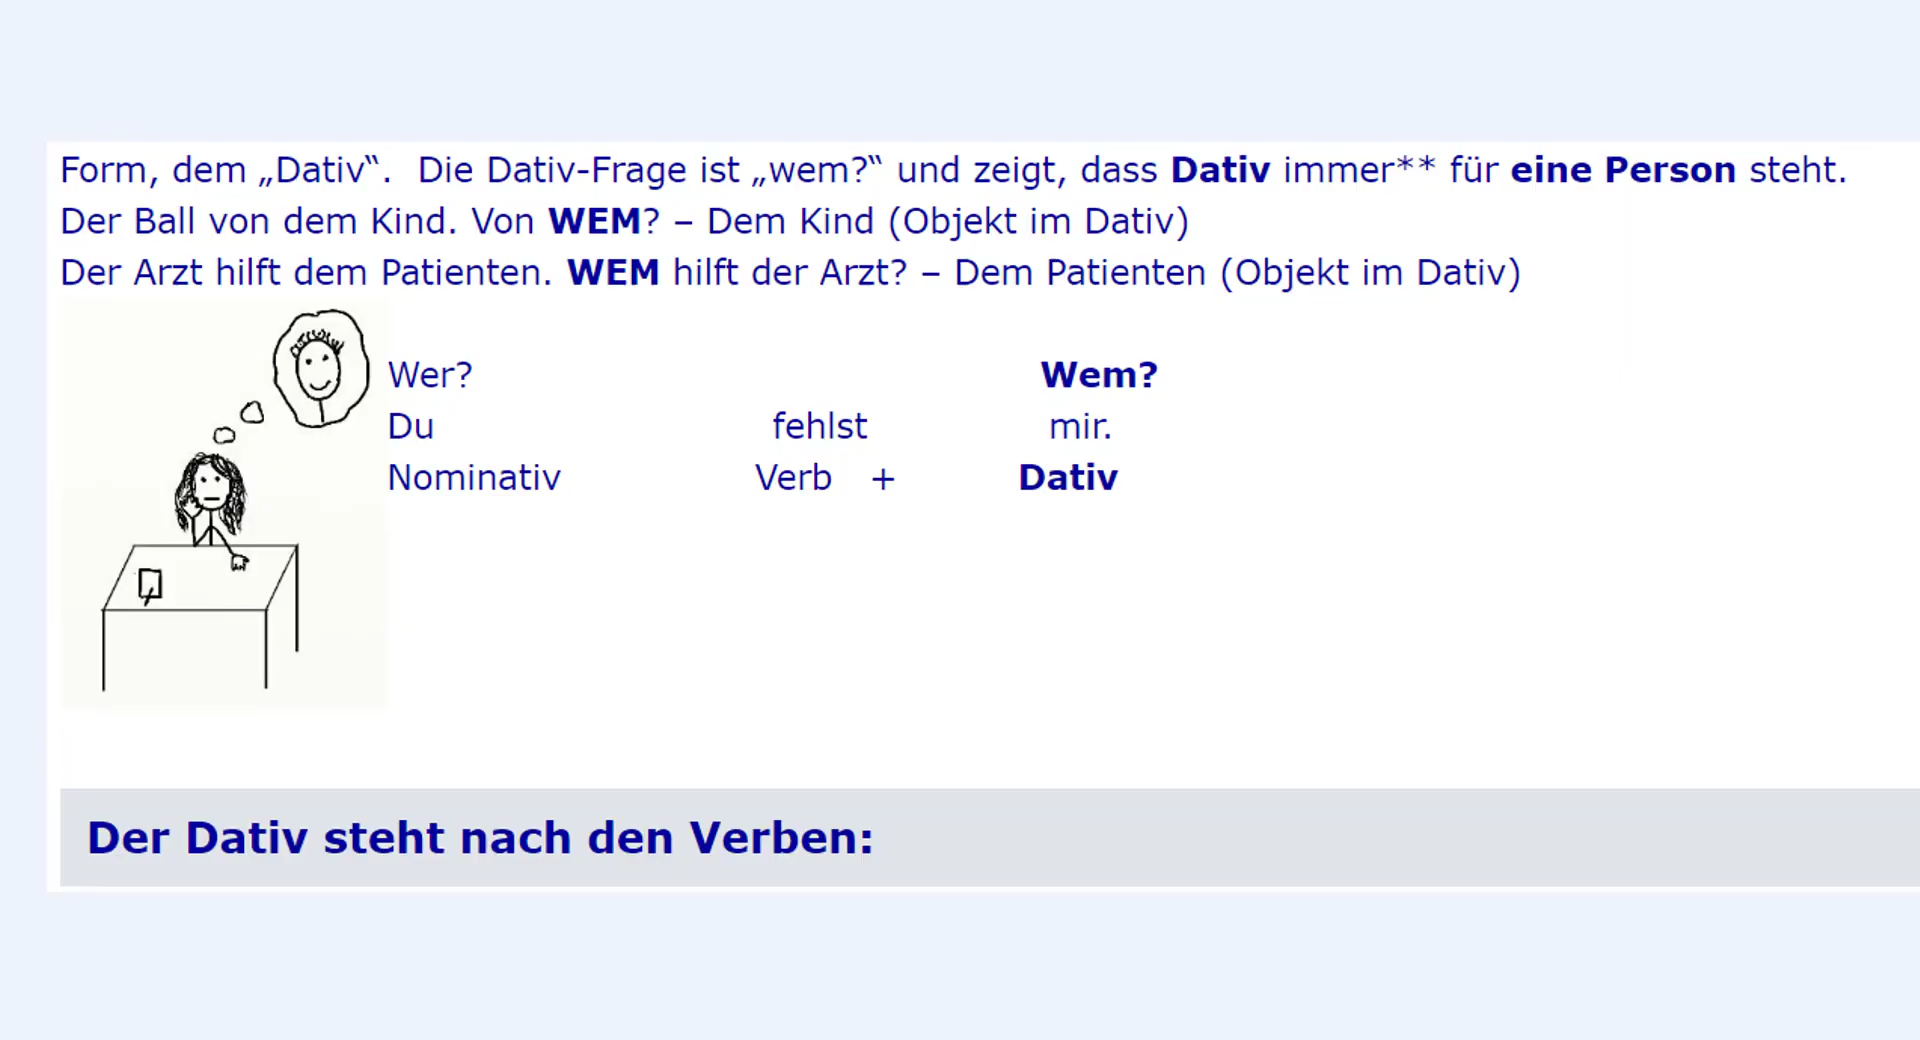 Form, dem „Dativ“. Die Dativ-Frage ist „wem?“ und zeigt, dass Dativ immer** für eine Person steht.
Der Ball von dem Kind. Von WEM? – Dem Kind (Objekt im Dativ)
Der Arzt hilft dem Patienten. WEM hilft der Arzt? – Dem Patienten (Objekt im Dativ)
Wer? Wem?
Du fehlst mir.
Nominativ Verb + Dativ
Der Dativ steht nach den Verben: